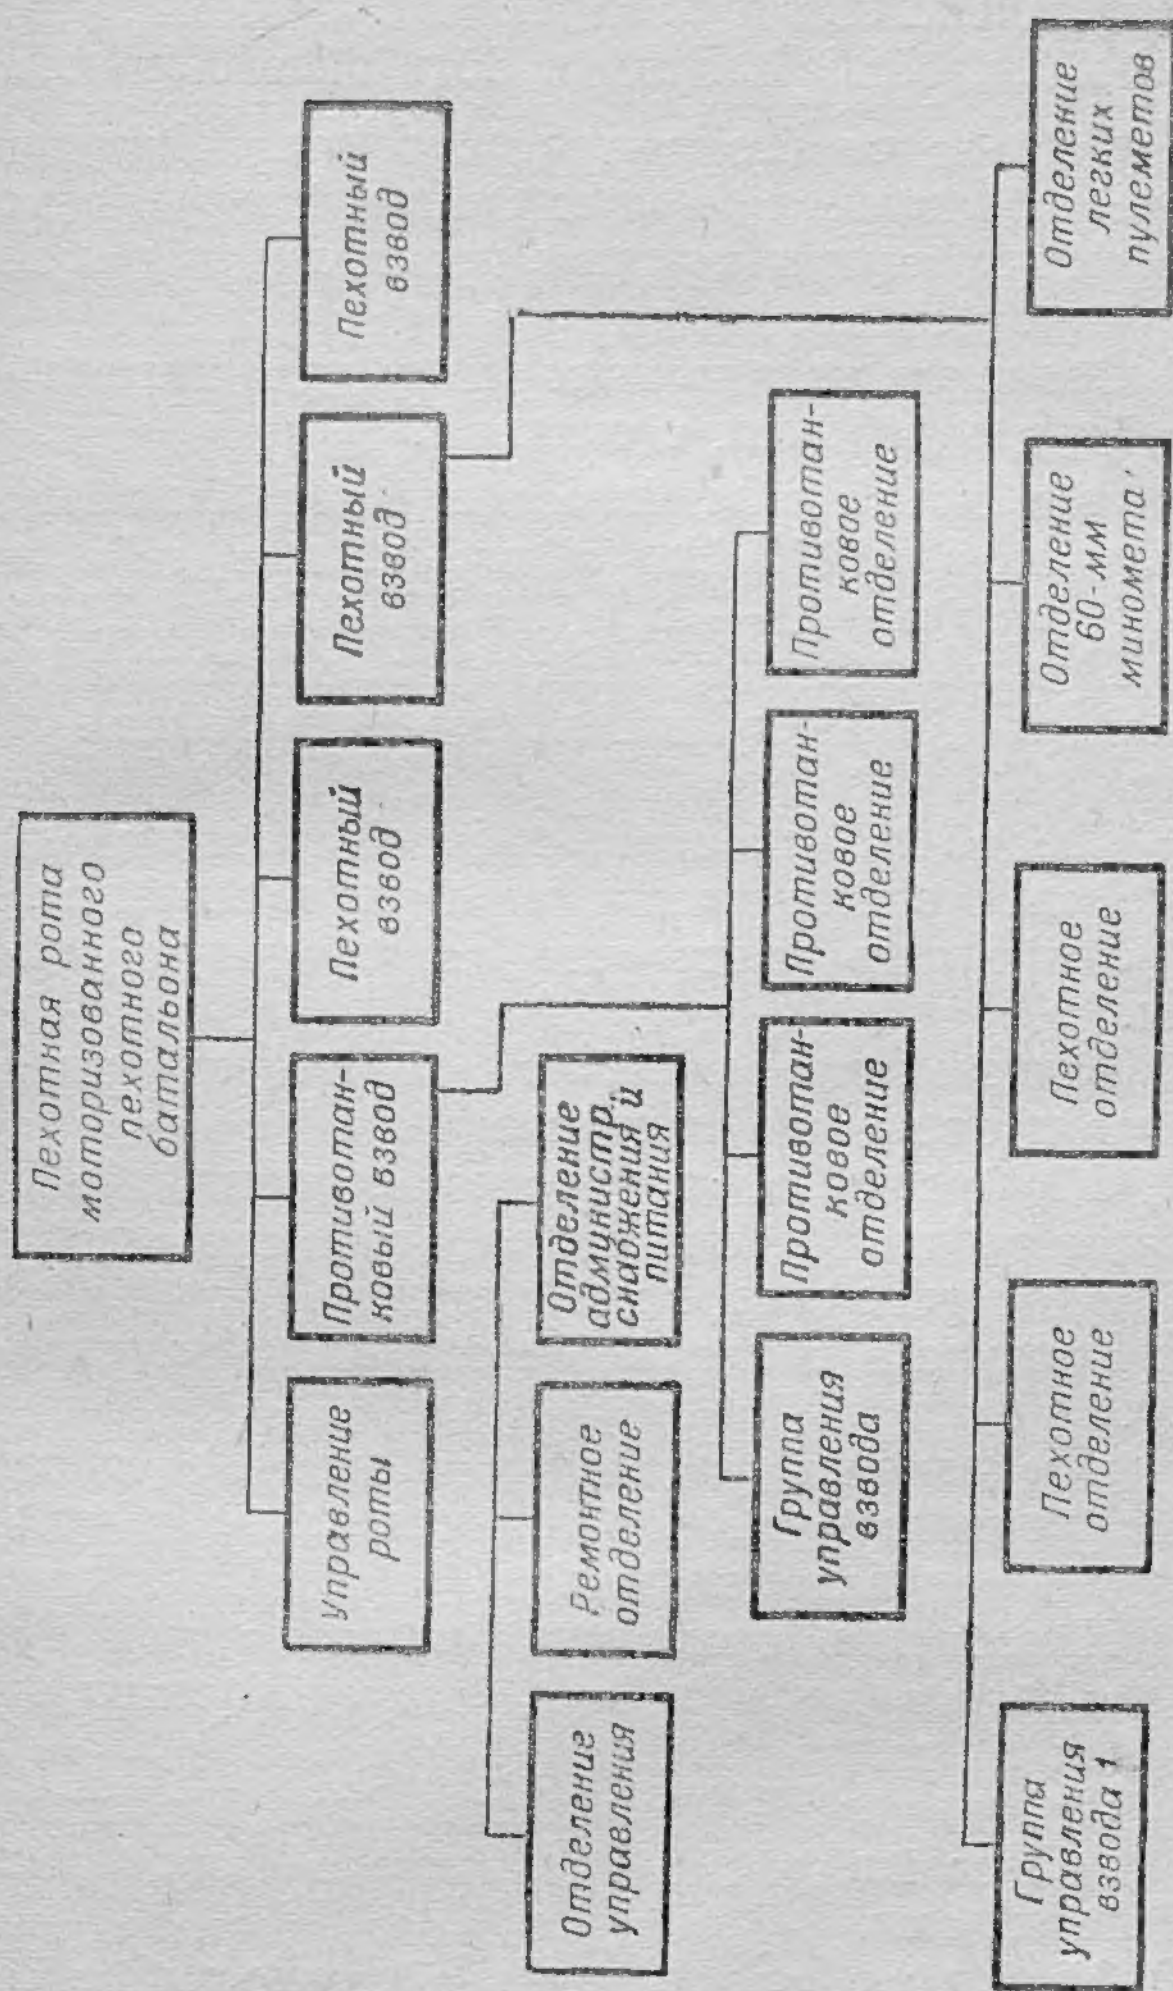 Пехотная рота
моторизованного
пехотного
батальона
Управление
роты
Противотан-
ковый взвод
Пехотный
взвод
Пехотный
взвод
Пехотный
взвод
Отделение
управления
Ремонтное
отделение
Отделение
администр.,
снабжения и
питания
Группа
управления
взвода
Противотан-
ковое
отделение
Противотан-
ковое
отделение
Противотан-
ковое
отделение
Группа
управления
взвода 1
Пехотное
отделение
Пехотное
отделение
Отделение
60-мм
миномета
Отделение
легких
пулеметов